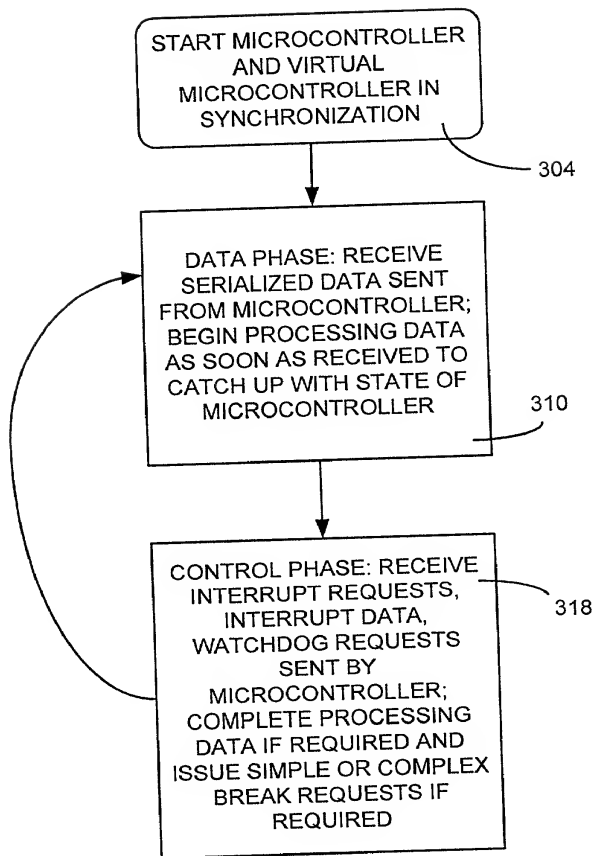 START MICROCONTROLLER
AND VIRTUAL
MICROCONTROLLER IN
SYNCHRONIZATION
304
DATA PHASE: RECEIVE
SERIALIZED DATA SENT
FROM MICROCONTROLLER;
BEGIN PROCESSING DATA
AS SOON AS RECEIVED TO
CATCH UP WITH STATE OF
MICROCONTROLLER
310
CONTROL PHASE: RECEIVE
INTERRUPT REQUESTS,
INTERRUPT DATA,
WATCHDOG REQUESTS
SENT BY
MICROCONTROLLER;
COMPLETE PROCESSING
DATA IF REQUIRED AND
ISSUE SIMPLE OR COMPLEX
BREAK REQUESTS IF
REQUIRED
318